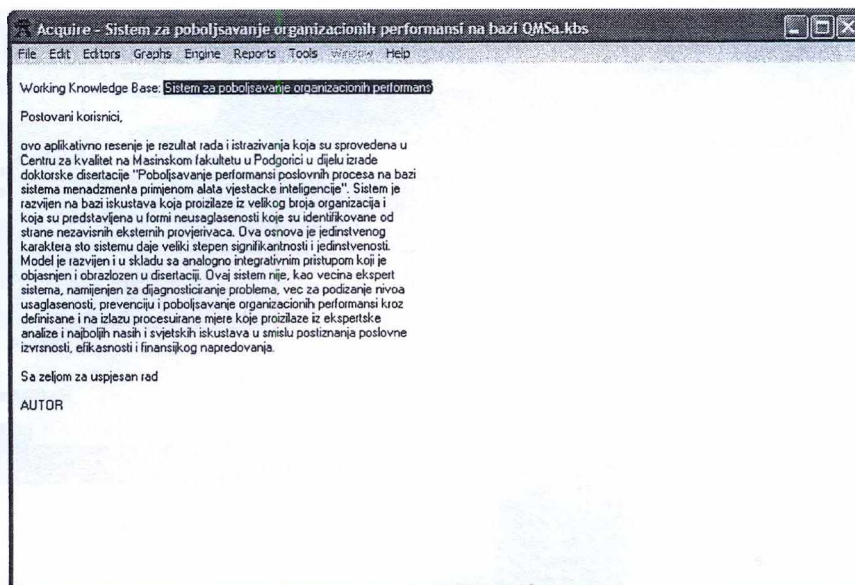 Acquire - Sistem za poboljsavanje organizacionih performansi na bazi QMSa.kbs
File Edit Editors Graphs Engine Reports Tools Window Help
Working Knowledge Base: Sistem za poboljsavanje organizacionih performans
Postovani korisnici,
ovo aplikativno resenje je rezultat rada i istrazivanja koja su sprovedena u
Centru za kvalitet na Masinskom fakultetu u Podgorici u dijelu izrade
doktorske disertacije "Poboljsavanje performansi poslovnih procesa na bazi
sistema menadzmenta primjenom alata vjestacke inteligencije". Sistem je
razvijen na bazi iskustava koja proizilaze iz velikog broja organizacija i
koja su predstavljena u formi neusaglasenosti koje su identifikovane od
strane nezavisnih eksternih provjerivaca. Ova osnova je jedinstvenog
karaktera sto sistemu daje veliki stepen signifikantnosti i jedinstvenosti.
Model je razvijen i u skladu sa analogno integrativnim pristupom koji je
objasnjen i obrazlozen u disertaciji. Ovaj sistem nije, kao vecina ekspert
sistema, namijenjen za dijagnosticiranje problema, vec za podizanje nivoa
usaglasenosti, prevenciju i poboljsavanje organizacionih performansi kroz
definisane i na izlazu procesuirane mjere koje proizilaze iz ekspertske
analize i najboljih nasih i svjetskih iskustava u smislu postiznanja poslovne
izvrsnosti, efikasnosti i finansijkog napredovanja.
Sa zeljom za uspjesan rad
AUTOR